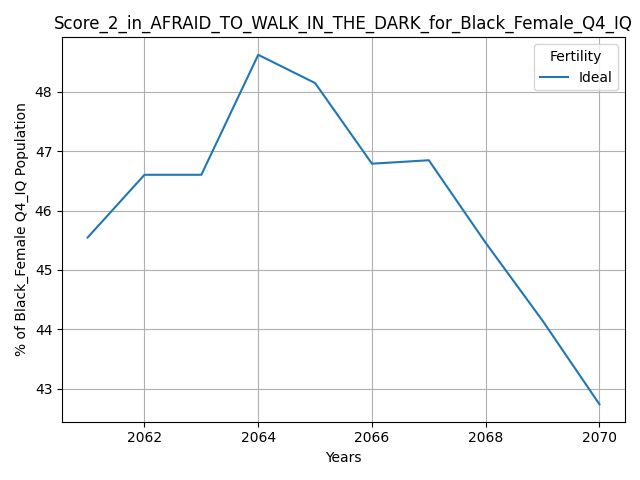 Score_2_in_AFRAID_TO_WALK_IN_THE_DARK_for_Black_Female_Q4_IQ
Fertility
Ideal
% of Black_Female Q4_IQ Population
48
47
46
45
44
43
2062 2064 2066 2068 2070
Years